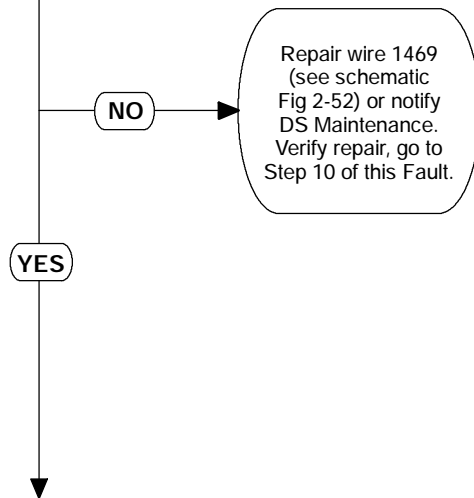 Repair wire 1469
(see schematic
Fig 2-52) or notify
DS Maintenance.
Verify repair, go to
Step 10 of this Fault.
NO
YES